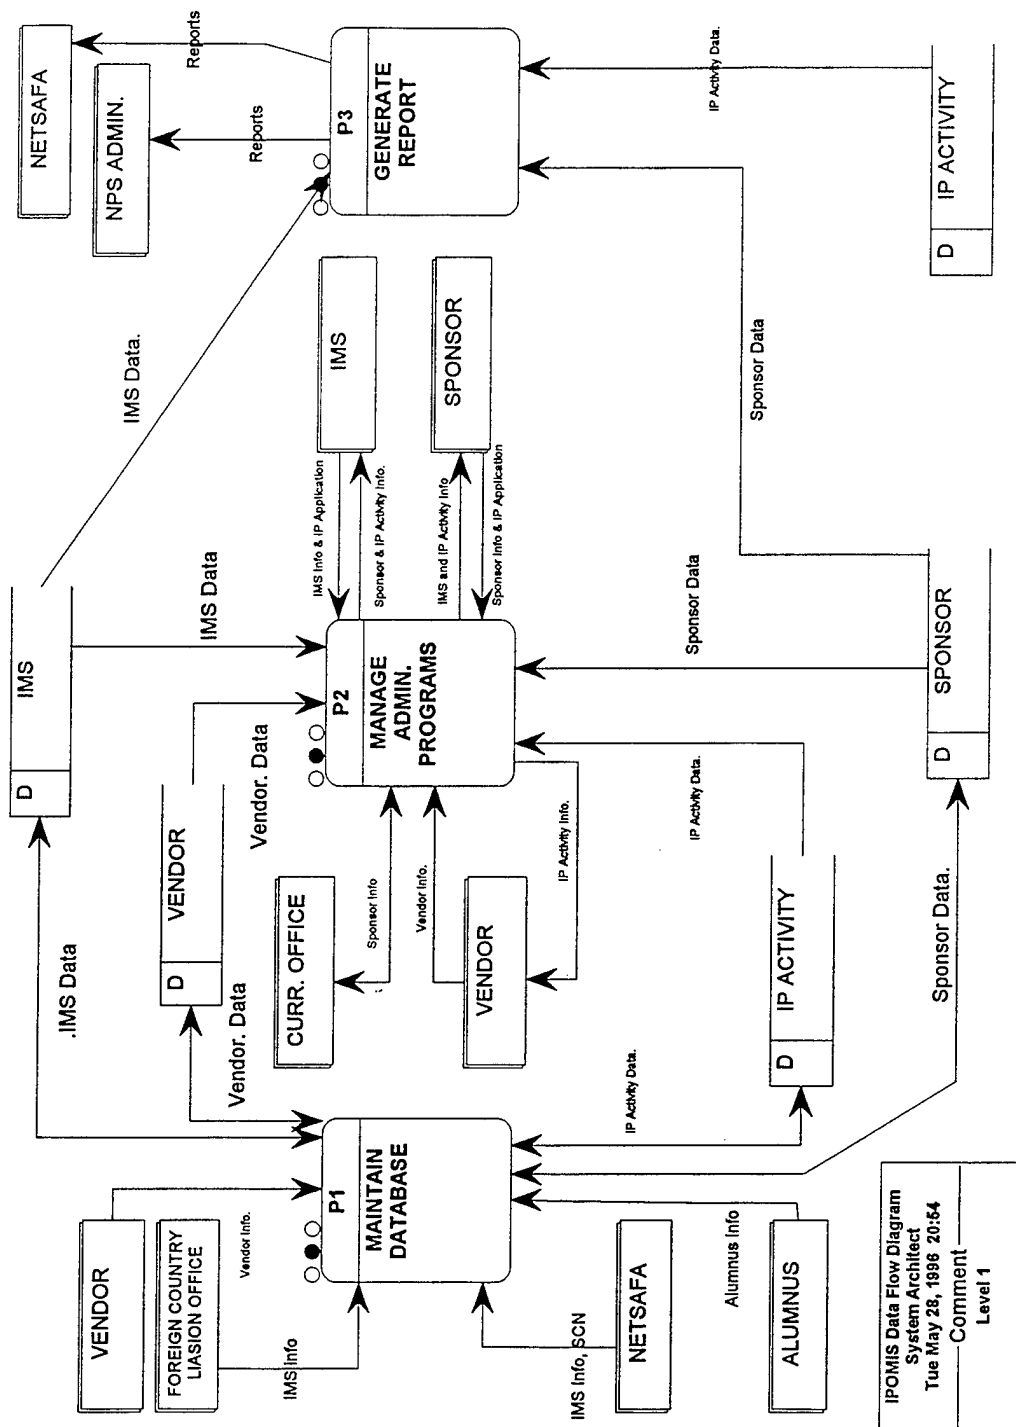 VENDOR
FOREIGN COUNTRY
LIASION OFFICE
Vendor Info.
IMS Info
P1
MAINTAIN
DATABASE
IMS Info, SCN
NETSAFA
Alumnus Info
ALUMNUS
.IMS Data
Vendor. Data
IP Activity Data.
Sponsor Data.
D
IMS
D
VENDOR
D
IP ACTIVITY
D
SPONSOR
CURR. OFFICE
Sponsor Info
Vendor Info.
VENDOR
IP Activity Info.
IP Activity Data.
Vendor. Data
IMS Data
Sponsor Data
P2
MANAGE
ADMIN.
PROGRAMS
IMS Info & IP Application
Sponsor & IP Activity Info.
IMS and IP Activity Info
Sponsor Info & IP Application
IMS
SPONSOR
IMS Data.
Sponsor Data
P3
GENERATE
REPORT
Reports
Reports
NETSAFA
NPS ADMIN.
IP Activity Data.
D
IP ACTIVITY
IPOMIS Data Flow Diagram
System Architect
Tue May 28, 1996 20:54
Comment
Level 1